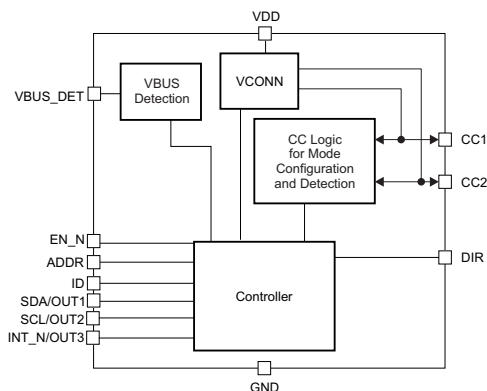 VDD
VBUS_DET
VBUS
Detection
VCONN
CC Logic
for Mode
Configuration
and Detection
CC1
CC2
EN_N
ADDR
ID
SDA/OUT1
SCL/OUT2
INT_N/OUT3
Controller
DIR
GND